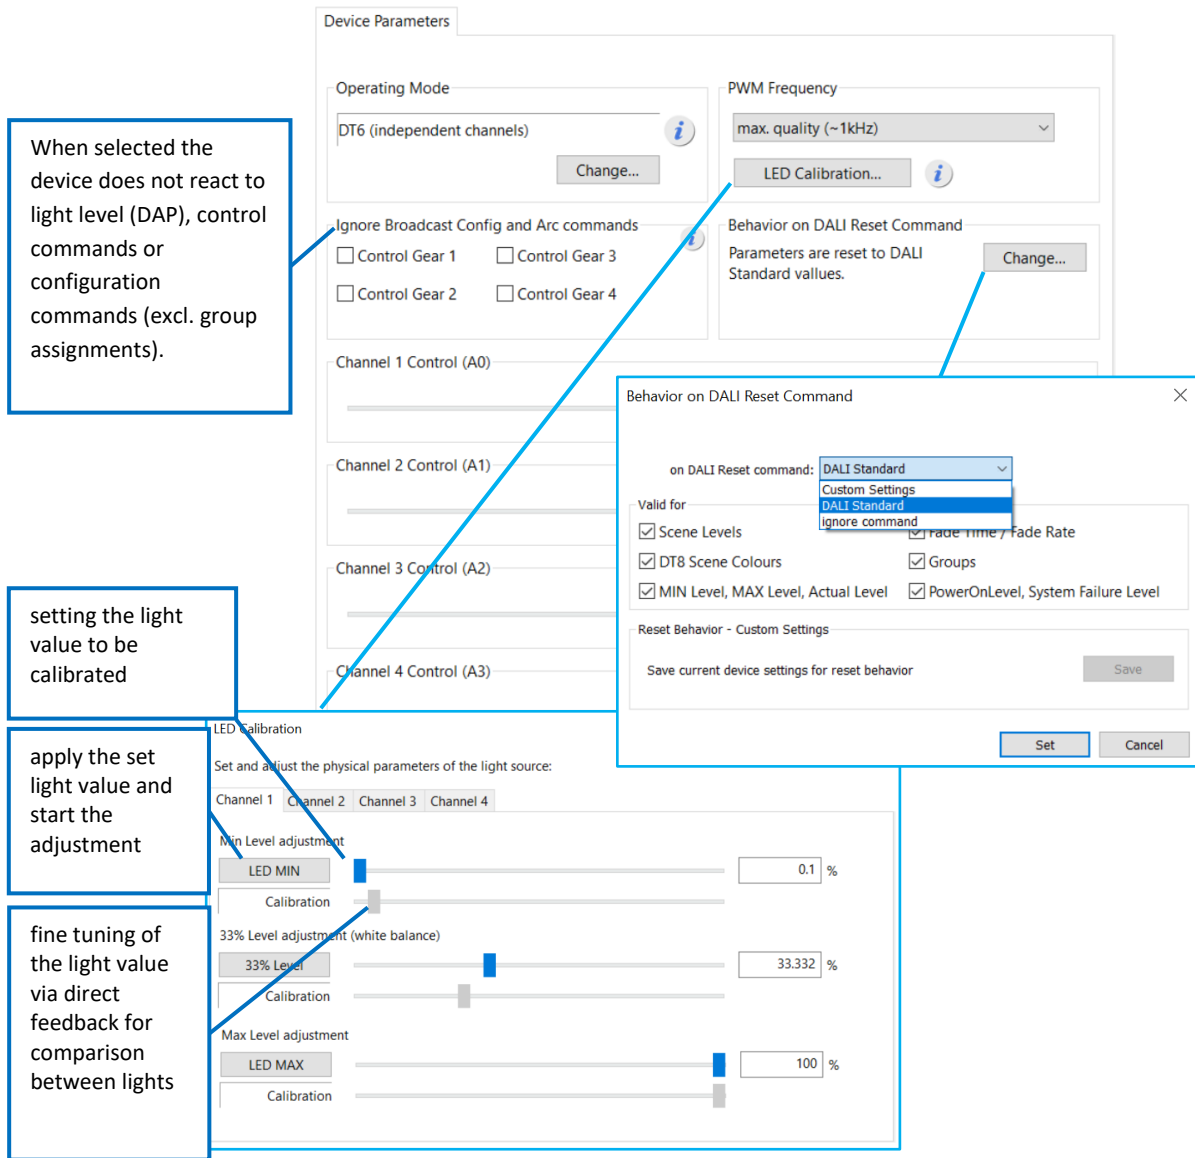 Device Parameters
Operating Mode
DT6 (independent channels)
Change...
PWM Frequency
max. quality (~1kHz)
LED Calibration...
When selected the
device does not react to
light level (DAP), control
commands or
configuration
commands (excl. group
assignments).
Ignore Broadcast Config and Arc commands
Control Gear 1
Control Gear 3
Control Gear 2
Control Gear 4
Behavior on DALI Reset Command
Parameters are reset to DALI
Standard vallues.
Change...
Channel 1 Control (A0)
Channel 2 Control (A1)
Channel 3 Control (A2)
Channel 4 Control (A3)
Behavior on DALI Reset Command
on DALI Reset command:
DALI Standard
Custom Settings
DALI Standard
ignore command
Valid for
Scene Levels
Fade Time / Fade Rate
DT8 Scene Colours
Groups
MIN Level, MAX Level, Actual Level
PowerOnLevel, System Failure Level
Reset Behavior - Custom Settings
Save current device settings for reset behavior
Save
Set
Cancel
setting the light
value to be
calibrated
apply the set
light value and
start the
adjustment
fine tuning of
the light value
via direct
feedback for
comparison
between lights
LED Calibration
Set and adjust the physical parameters of the light source:
Channel 1
Channel 2
Channel 3
Channel 4
Min Level adjustment
LED MIN
0.1 %
Calibration
33% Level adjustment (white balance)
33% Level
33.332 %
Calibration
Max Level adjustment
LED MAX
100 %
Calibration